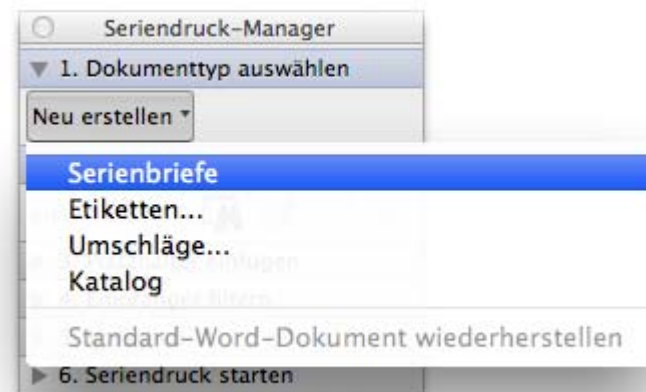 Seriendruck-Manager
1. Dokumenttyp auswählen
Neu erstellen
Serienbriefe
Etiketten...
Umschläge...
Katalog
Standard-Word-Dokument wiederherstellen
6. Seriendruck starten